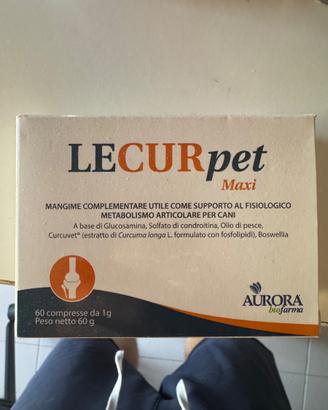 LECURpet
Maxi
MANGIME COMPLEMENTARE UTILE COME SUPPORTO AL FISIOLOGICO
METABOLISMO ARTICOLARE PER CANI
A base di Glucosamina, Solfato di condroitina, Olio di pesce,
Curcuvet® (estratto di Curcuma longa L. formulato con fosfolipidi), Boswellia
60 compresse da 1g
Peso netto 60 g
AURORA
biofarma